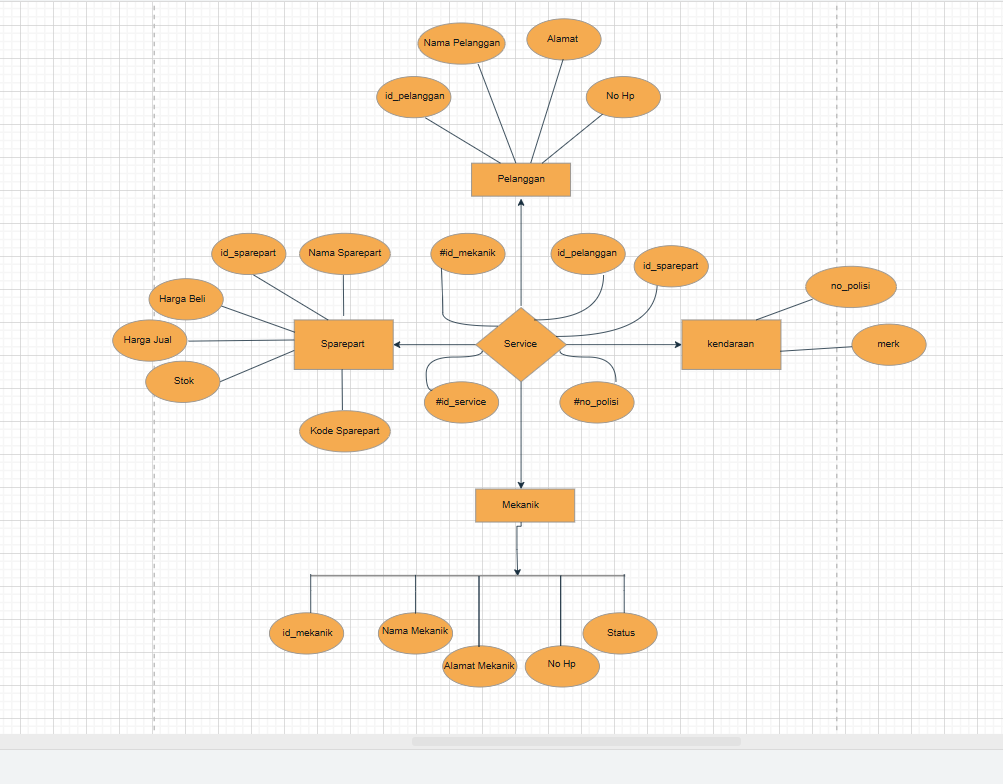 Nama Pelanggan
Alamat
id_pelanggan
No Hp
Pelanggan
id_sparepart
Nama Sparepart
#id_mekanik
id_pelanggan
id_sparepart
no_polisi
Harga Beli
Harga Jual
Sparepart
Service
kendaraan
merk
Stok
#id_service
#no_polisi
Kode Sparepart
Mekanik
id_mekanik
Nama Mekanik
Status
Alamat Mekanik
No Hp